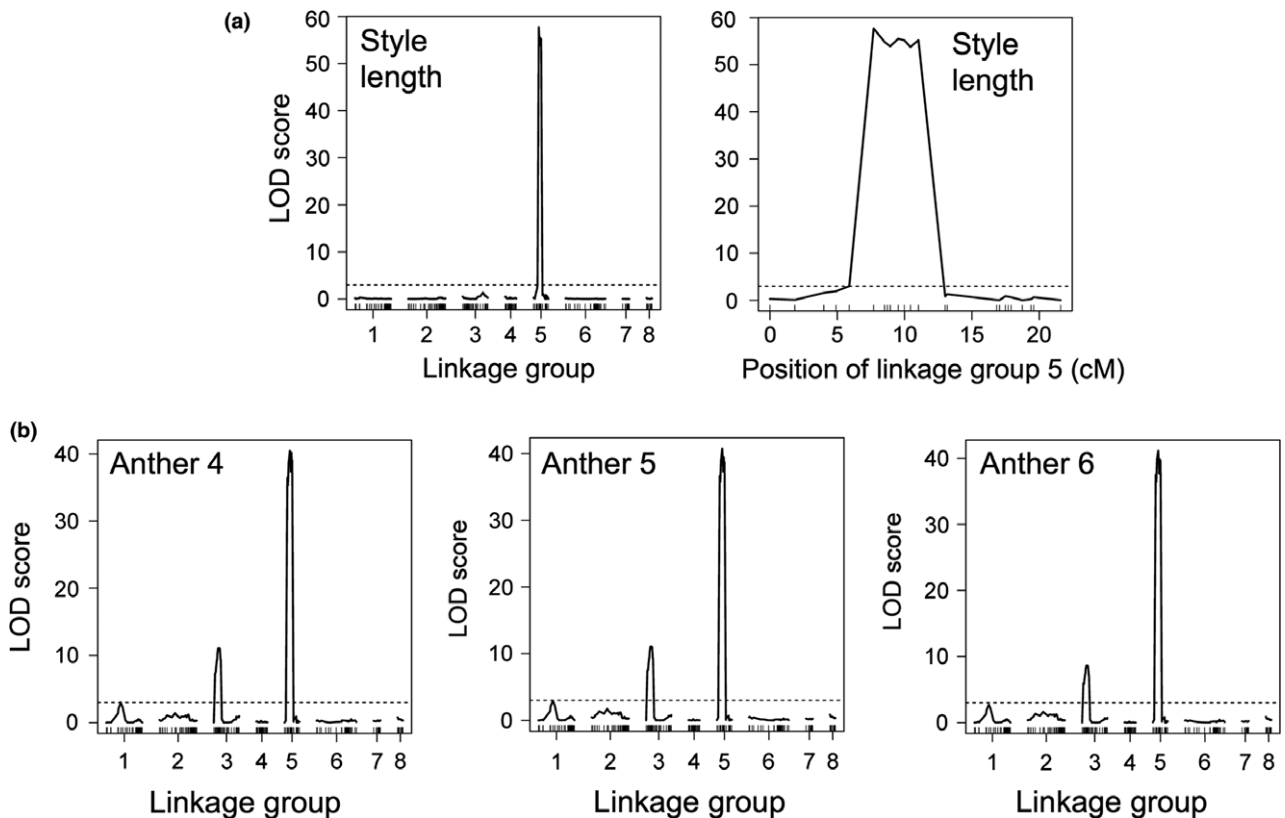 (a)
Style
length
LOD score
60
50
40
30
20
10
0
1 2 3 4 5 6 7 8
Linkage group
Style
length
60
50
40
30
20
10
0
0 5 10 15 20
Position of linkage group 5 (cM)
(b)
Anther 4
LOD score
40
30
20
10
0
1 2 3 4 5 6 7 8
Linkage group
Anther 5
LOD score
40
30
20
10
0
1 2 3 4 5 6 7 8
Linkage group
Anther 6
LOD score
40
30
20
10
0
1 2 3 4 5 6 7 8
Linkage group